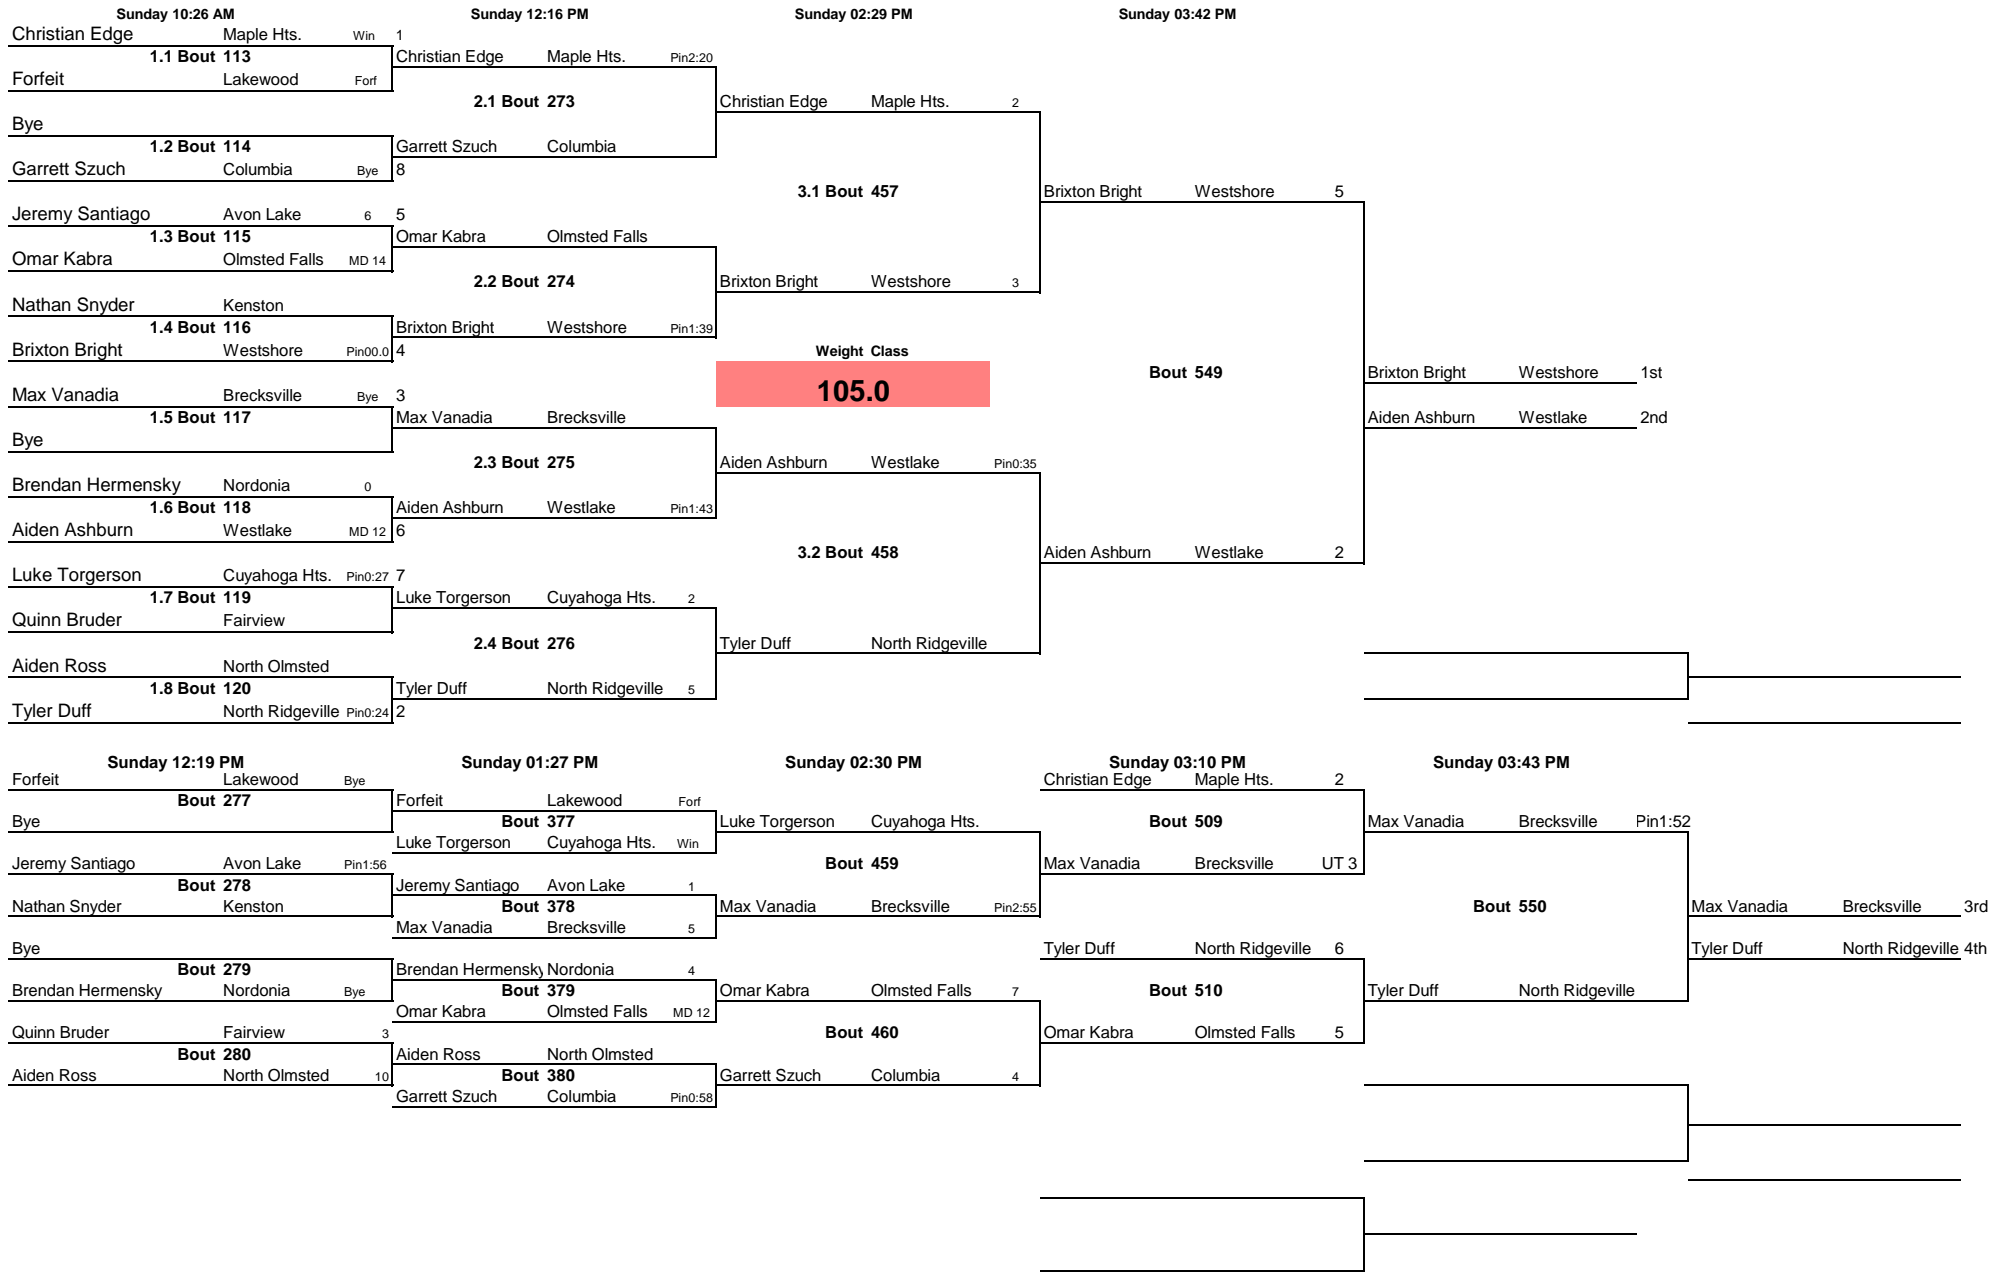 Sunday 10:26 AM Sunday 12:16 PM Sunday 02:29 PM Sunday 03:42 PM
Christian Edge Maple Hts. Win 1
1.1 Bout 113 Christian Edge Maple Hts. Pin2:20
Forfeit Lakewood Forf
2.1 Bout 273 Christian Edge Maple Hts. 2
Bye
1.2 Bout 114 Garrett Szuch Columbia
Garrett Szuch Columbia Bye 8
3.1 Bout 457 Brixton Bright Westshore 5
Jeremy Santiago Avon Lake 6 5
1.3 Bout 115 Omar Kabra Olmsted Falls
Omar Kabra Olmsted Falls MD 14
2.2 Bout 274 Brixton Bright Westshore 3
Nathan Snyder Kenston
1.4 Bout 116 Brixton Bright Westshore Pin1:39
Brixton Bright Westshore Pin00.0 4 Weight Class
Bout 549 Brixton Bright Westshore 1st
105.0
Max Vanadia Brecksville Bye 3
1.5 Bout 117 Max Vanadia Brecksville Aiden Ashburn Westlake 2nd
Bye
2.3 Bout 275 Aiden Ashburn Westlake Pin0:35
Brendan Hermensky Nordonia 0
1.6 Bout 118 Aiden Ashburn Westlake Pin1:43
Aiden Ashburn Westlake MD 12 6
3.2 Bout 458 Aiden Ashburn Westlake 2
Luke Torgerson Cuyahoga Hts. Pin0:27 7
1.7 Bout 119 Luke Torgerson Cuyahoga Hts. 2
Quinn Bruder Fairview
2.4 Bout 276 Tyler Duff North Ridgeville
Aiden Ross North Olmsted
1.8 Bout 120 Tyler Duff North Ridgeville 5
Tyler Duff North Ridgeville Pin0:24 2
Sunday 12:19 PM Sunday 01:27 PM Sunday 02:30 PM Sunday 03:10 PM Sunday 03:43 PM
Forfeit Lakewood Bye Christian Edge Maple Hts. 2
Bout 277 Forfeit Lakewood Forf
Bye Bout 377 Luke Torgerson Cuyahoga Hts. Bout 509 Max Vanadia Brecksville Pin1:52
Luke Torgerson Cuyahoga Hts. Win
Jeremy Santiago Avon Lake Pin1:56 Bout 459 Max Vanadia Brecksville UT 3
Bout 278 Jeremy Santiago Avon Lake 1
Nathan Snyder Kenston Bout 378 Max Vanadia Brecksville Pin2:55 Bout 550 Max Vanadia Brecksville 3rd
Max Vanadia Brecksville 5
Bye Tyler Duff North Ridgeville 6 Tyler Duff North Ridgeville 4th
Bout 279 Brendan Hermensky Nordonia 4
Brendan Hermensky Nordonia Bye Bout 379 Omar Kabra Olmsted Falls 7 Bout 510 Tyler Duff North Ridgeville
Omar Kabra Olmsted Falls MD 12
Quinn Bruder Fairview 3 Bout 460 Omar Kabra Olmsted Falls 5
Bout 280 Aiden Ross North Olmsted
Aiden Ross North Olmsted 10 Bout 380 Garrett Szuch Columbia 4
Garrett Szuch Columbia Pin0:58